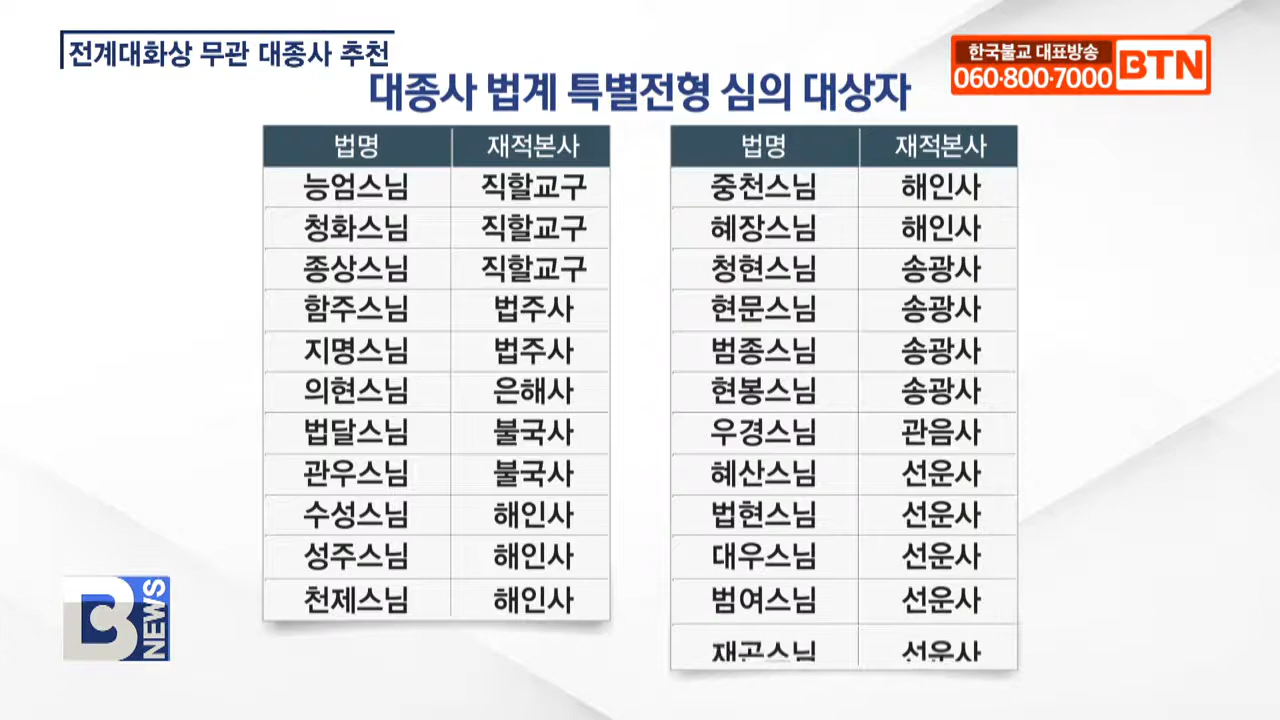 전계대화상 무관 대종사 추천
한국불교 대표방송
060·800·7000
BTN
대종사 법계 특별전형 심의 대상자
법명 재적본사
능엄스님 직할교구
청화스님 직할교구
종상스님 직할교구
함주스님 법주사
지명스님 법주사
의현스님 은해사
법달스님 불국사
관우스님 불국사
수성스님 해인사
성주스님 해인사
천제스님 해인사
법명 재적본사
중천스님 해인사
혜장스님 해인사
청현스님 송광사
현문스님 송광사
범종스님 송광사
현봉스님 송광사
우경스님 관음사
혜산스님 선운사
법현스님 선운사
대우스님 선운사
범여스님 선운사
선운사
B NEWS